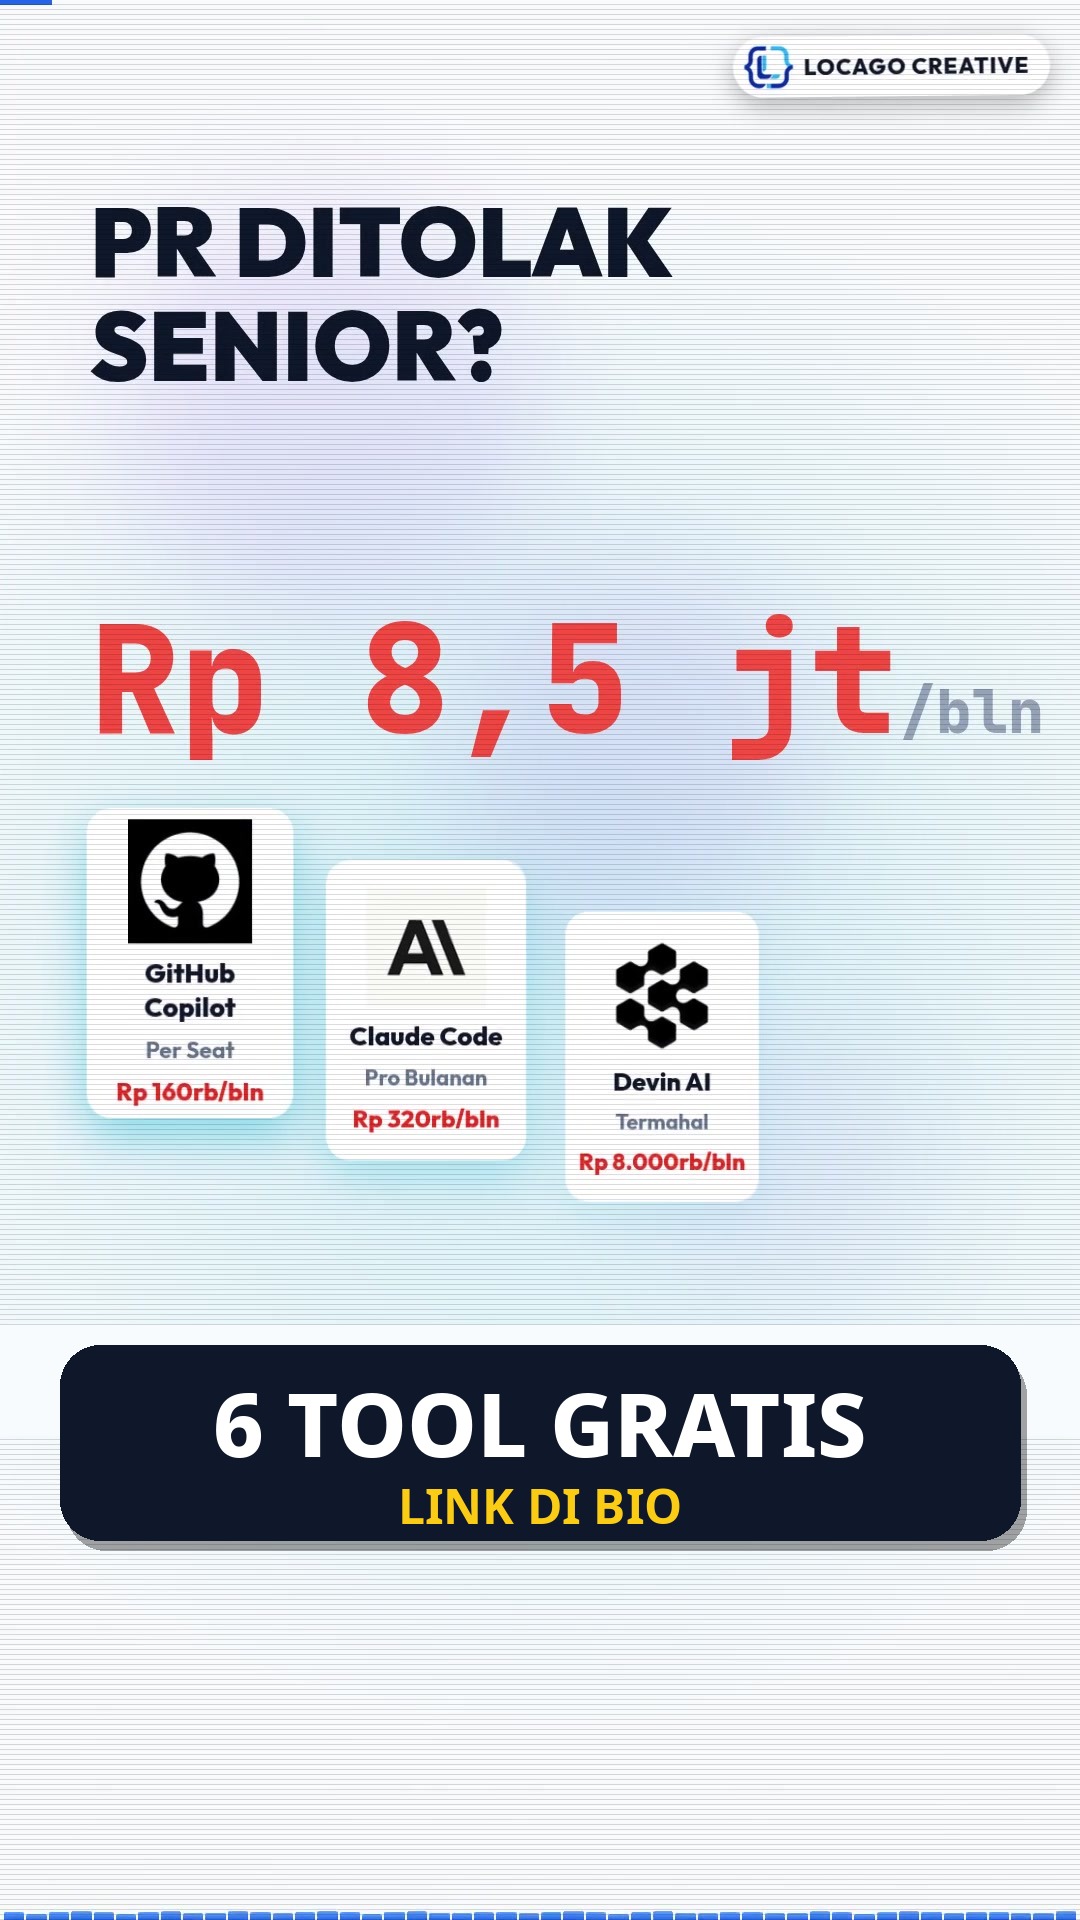 LOCAGO CREATIVE
PR DITOLAK
SENIOR?
Rp 8,5 jt/bln
GitHub
Copilot
Per Seat
Rp 160rb/bln
Claude Code
Pro Bulanan
Rp 320rb/bln
Devin AI
Termahal
Rp 8.000rb/bln
6 TOOL GRATIS
LINK DI BIO